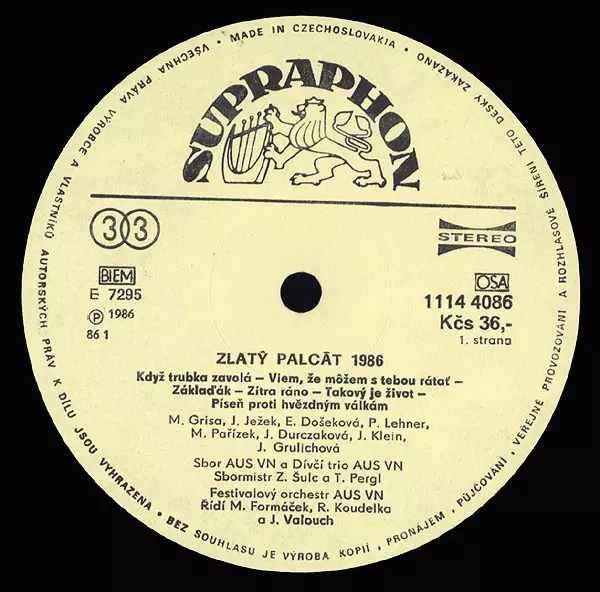 • MADE IN CZECHOSLOVAKIA • VŠECHNA PRÁVA VÝROBCE A VLASTNÍKŮ AUTORSKÝCH PRÁV K DÍLU JSOU VYHRAZENA • BEZ SOUHLASU JE VÝROBA KOPIÍ, PRONÁJEM, PŮJČOVÁNÍ, VEŘEJNÉ PROVOZOVÁNÍ A ROZHLASOVÉ ŠÍŘENÍ TÉTO DESKY ZAKÁZÁNO
SUPRAPHON
33
STEREO
BIEM
OSA
E 7295
1114 4086
Ⓟ 1986
Kčs 36,-
86 1
1. strana
ZLATÝ PALCÁT 1986
Když trubka zavolá – Viem, že môžem s tebou rátať –
Základák – Zítra ráno – Takový je život –
Píseň proti hvězdným válkám
M. Grisa, J. Ježek, E. Došeková, P. Lehner,
M. Pařízek, J. Durczaková, J. Klein,
J. Grulichová
Sbor AUS VN a Dívčí trio AUS VN
Sbormistr Z. Šulc a T. Pergl
Festivalový orchestr AUS VN
Řídí M. Formáček, R. Koudelka
a J. Valouch